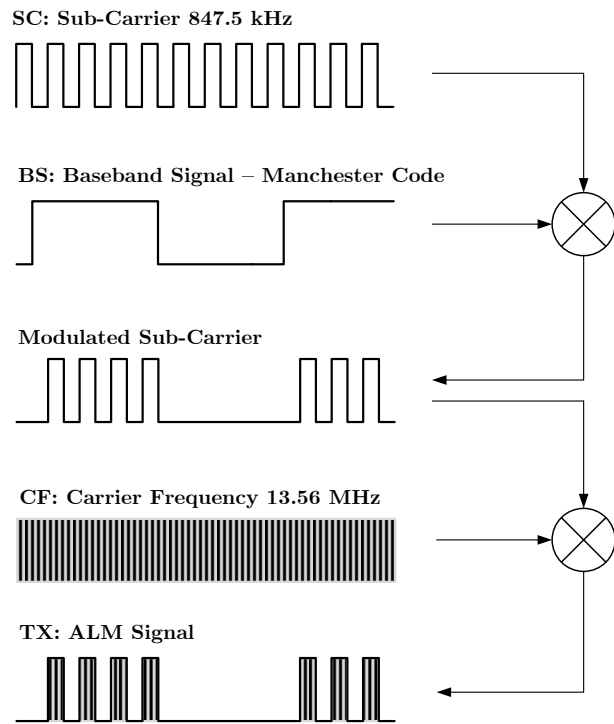 SC: Sub-Carrier 847.5 kHz
BS: Baseband Signal – Manchester Code
Modulated Sub-Carrier
CF: Carrier Frequency 13.56 MHz
TX: ALM Signal